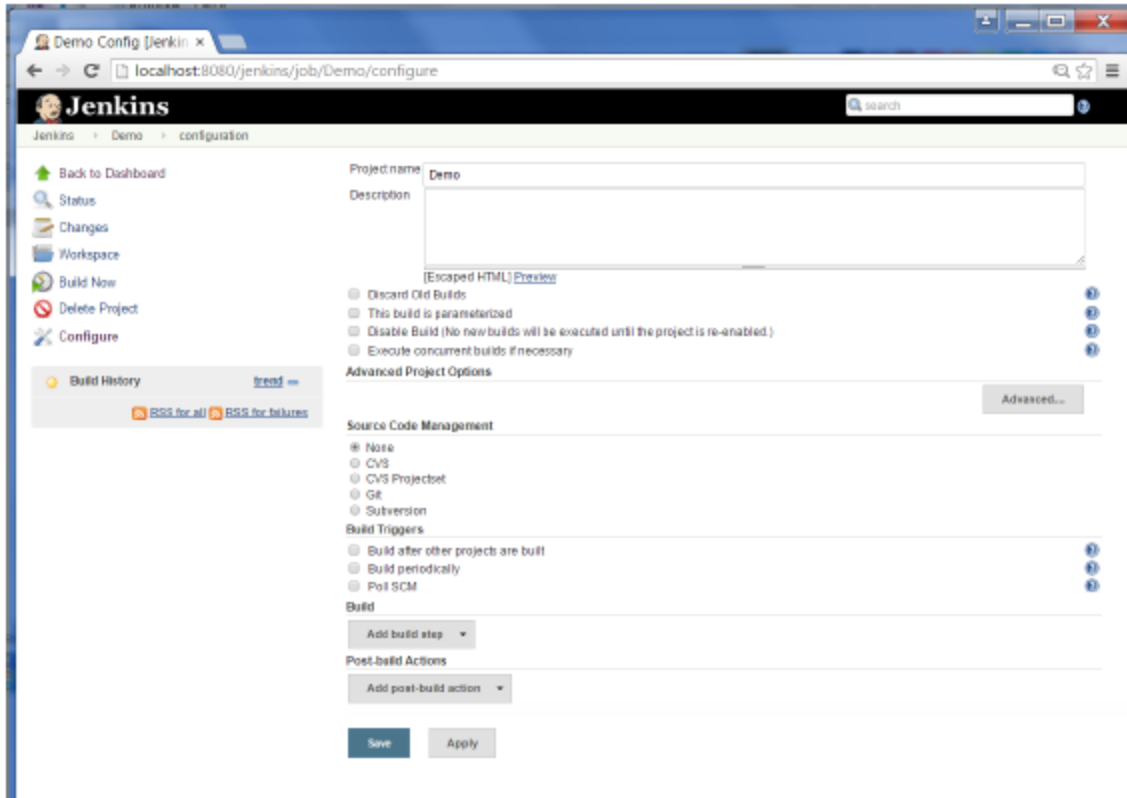 Demo Config [Jenkin ×
localhost:8080/jenkins/job/Demo/configure
Jenkins
search
Jenkins › Demo › configuration
Back to Dashboard
Status
Changes
Workspace
Build Now
Delete Project
Configure
Build History trend
RSS for all RSS for failures
Project name Demo
Description
[Escaped HTML] Preview
Discard Old Builds
This build is parameterized
Disable Build (No new builds will be executed until the project is re-enabled.)
Execute concurrent builds if necessary
Advanced Project Options
Advanced...
Source Code Management
None
CVS
CVS Projectset
Git
Subversion
Build Triggers
Build after other projects are built
Build periodically
Poll SCM
Build
Add build step
Post-build Actions
Add post-build action
Save Apply